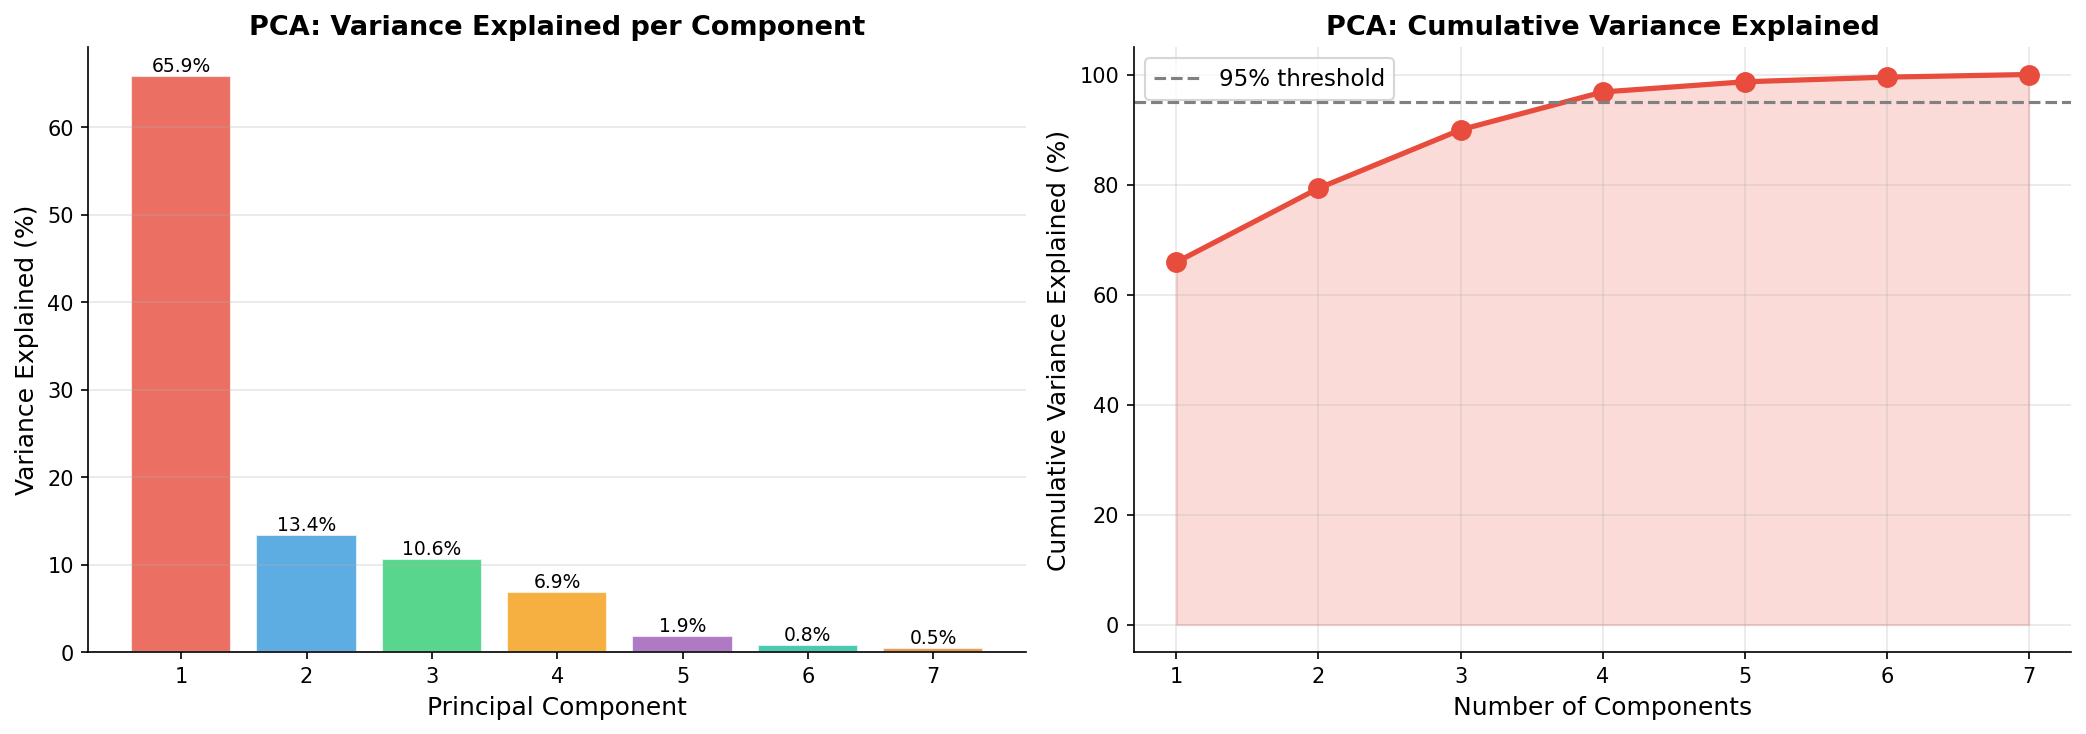 PCA: Variance Explained per Component
Variance Explained (%)
60
50
40
30
20
10
0
65.9%
13.4%
10.6%
6.9%
1.9%
0.8%
0.5%
1 2 3 4 5 6 7
Principal Component
PCA: Cumulative Variance Explained
95% threshold
Cumulative Variance Explained (%)
100
80
60
40
20
0
1 2 3 4 5 6 7
Number of Components